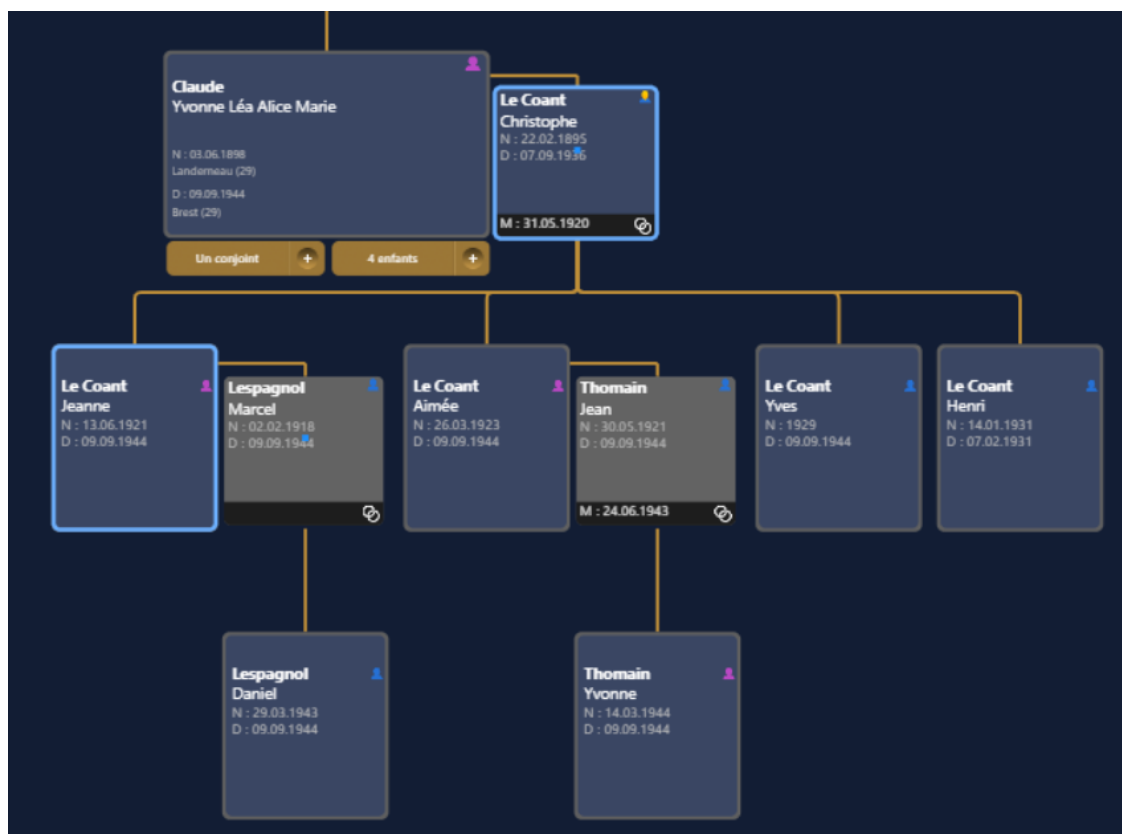 Claude
Yvonne Léa Alice Marie
N : 03.06.1898
Landerneau (29)
D : 09.09.1944
Brest (29)
Un conjoint +
4 enfants +
Le Coant
Christophe
N : 22.02.1895
D : 07.09.1936
M : 31.05.1920
Le Coant
Jeanne
N : 13.06.1921
D : 09.09.1944
Lespagnol
Marcel
N : 02.02.1918
D : 09.09.1944
Le Coant
Aimée
N : 26.03.1923
D : 09.09.1944
Thomain
Jean
N : 30.05.1921
D : 09.09.1944
M : 24.06.1943
Le Coant
Yves
N : 1929
D : 09.09.1944
Le Coant
Henri
N : 14.01.1931
D : 07.02.1931
Lespagnol
Daniel
N : 29.03.1943
D : 09.09.1944
Thomain
Yvonne
N : 14.03.1944
D : 09.09.1944